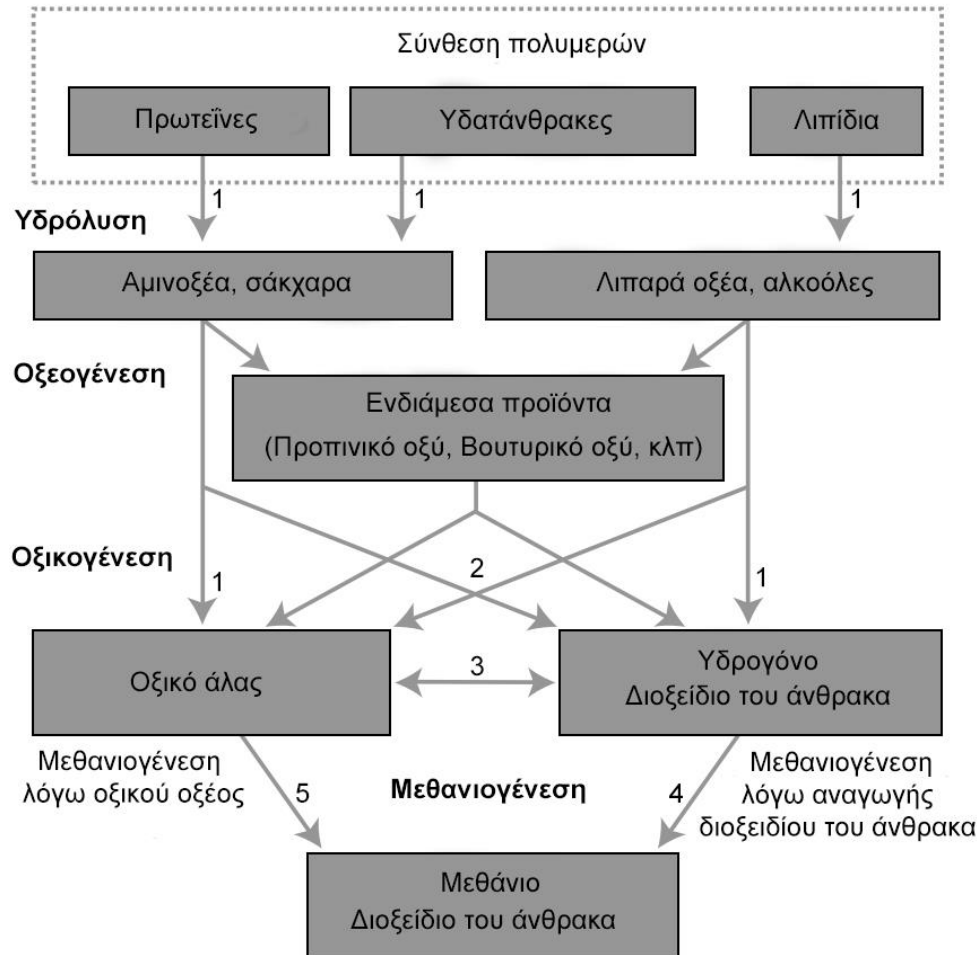 Σύνθεση πολυμερών
Πρωτεΐνες
Υδατάνθρακες
Λιπίδια
1
1
1
Υδρόλυση
Αμινοξέα, σάκχαρα
Λιπαρά οξέα, αλκοόλες
Οξεογένεση
Ενδιάμεσα προϊόντα
(Προπινικό οξύ, Βουτυρικό οξύ, κλπ)
Οξικογένεση
1
2
1
Οξικό άλας
3
Υδρογόνο
Διοξείδιο του άνθρακα
Μεθανιογένεση
λόγω οξικού οξέος
5
Μεθανιογένεση
4
Μεθανιογένεση
λόγω αναγωγής
διοξειδίου του άνθρακα
Μεθάνιο
Διοξείδιο του άνθρακα